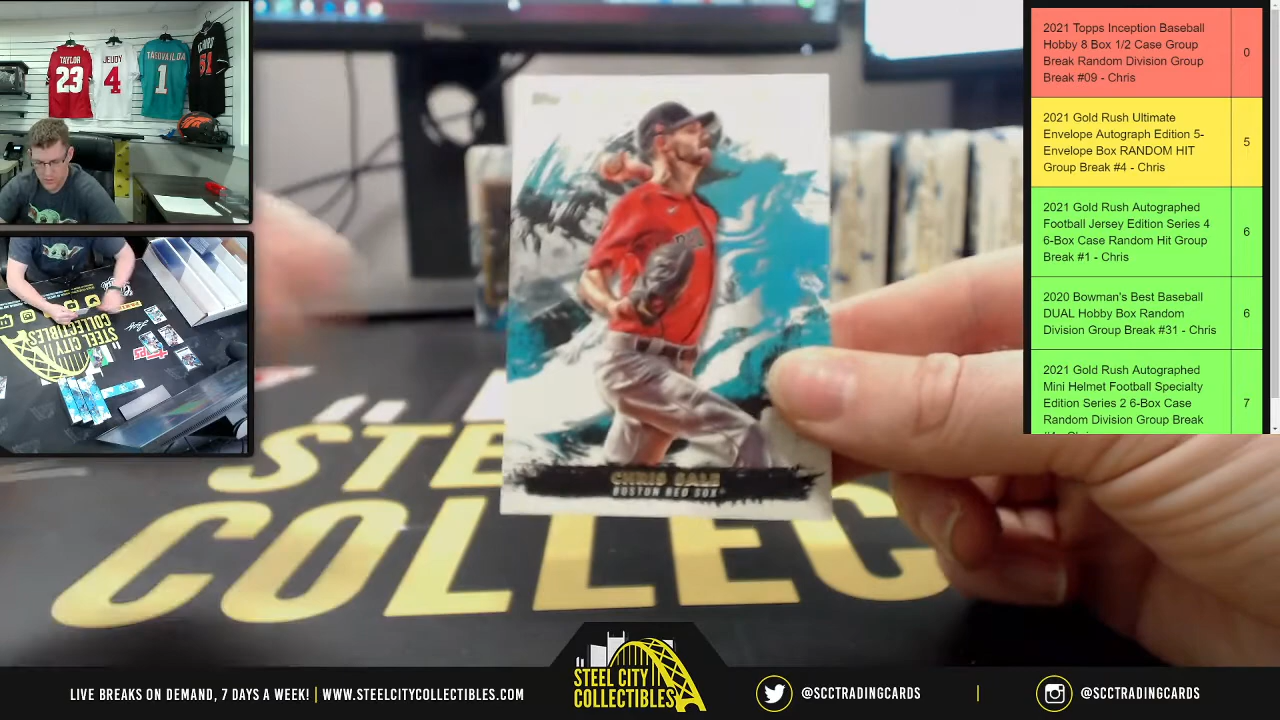 TAYLOR
23
JEUDY
4
TAGOVAILOA
1
51
STEEL CITY
COLLECTIBLES
topps
CHRIS SALE
BOSTON RED SOX
STE
COLLEC
2021 Topps Inception Baseball
Hobby 8 Box 1/2 Case Group
Break Random Division Group
Break #09 - Chris
0
2021 Gold Rush Ultimate
Envelope Autograph Edition 5-
Envelope Box RANDOM HIT
Group Break #4 - Chris
5
2021 Gold Rush Autographed
Football Jersey Edition Series 4
6-Box Case Random Hit Group
Break #1 - Chris
6
2020 Bowman's Best Baseball
DUAL Hobby Box Random
Division Group Break #31 - Chris
6
2021 Gold Rush Autographed
Mini Helmet Football Specialty
Edition Series 2 6-Box Case
Random Division Group Break
7
LIVE BREAKS ON DEMAND, 7 DAYS A WEEK! | WWW.STEELCITYCOLLECTIBLES.COM
STEEL CITY
COLLECTIBLES
@SCCTRADINGCARDS
@SCCTRADINGCARDS